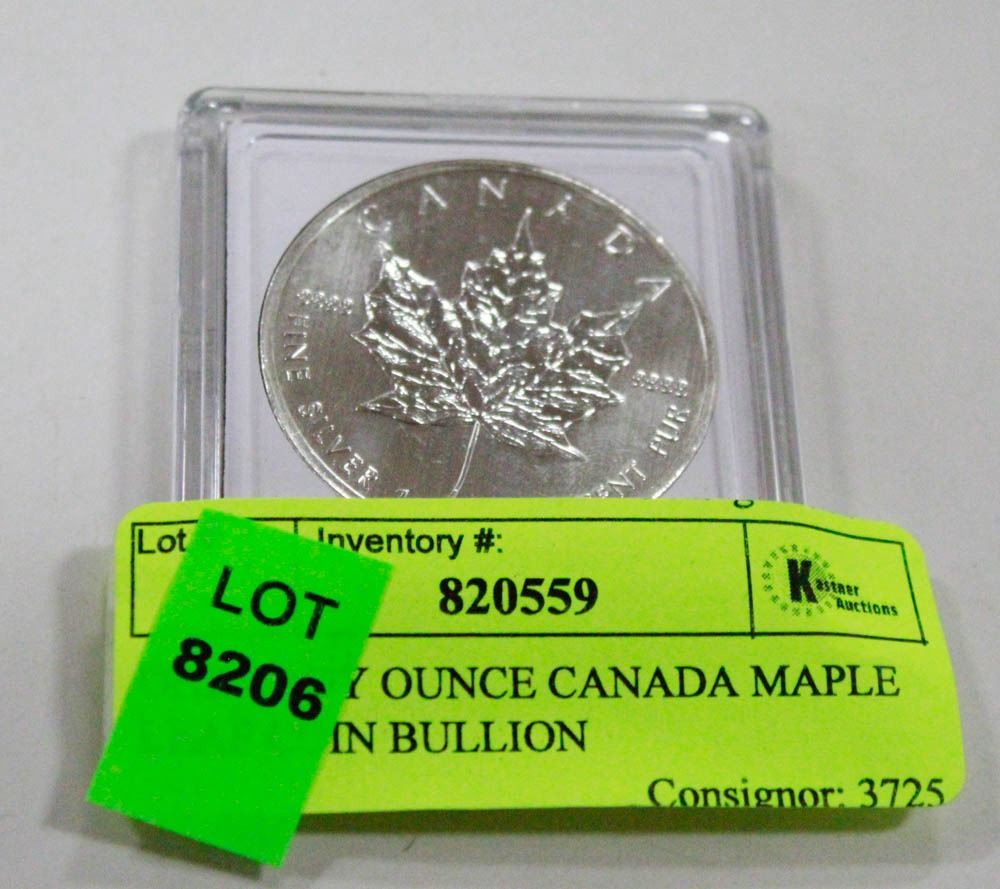 CANADA
9999
FINE SILVER 1
9999
PUR
Lot
Inventory #:
820559
Kastner
Auctions
LOT
8206
Y OUNCE CANADA MAPLE
IN BULLION
Consignor: 3725